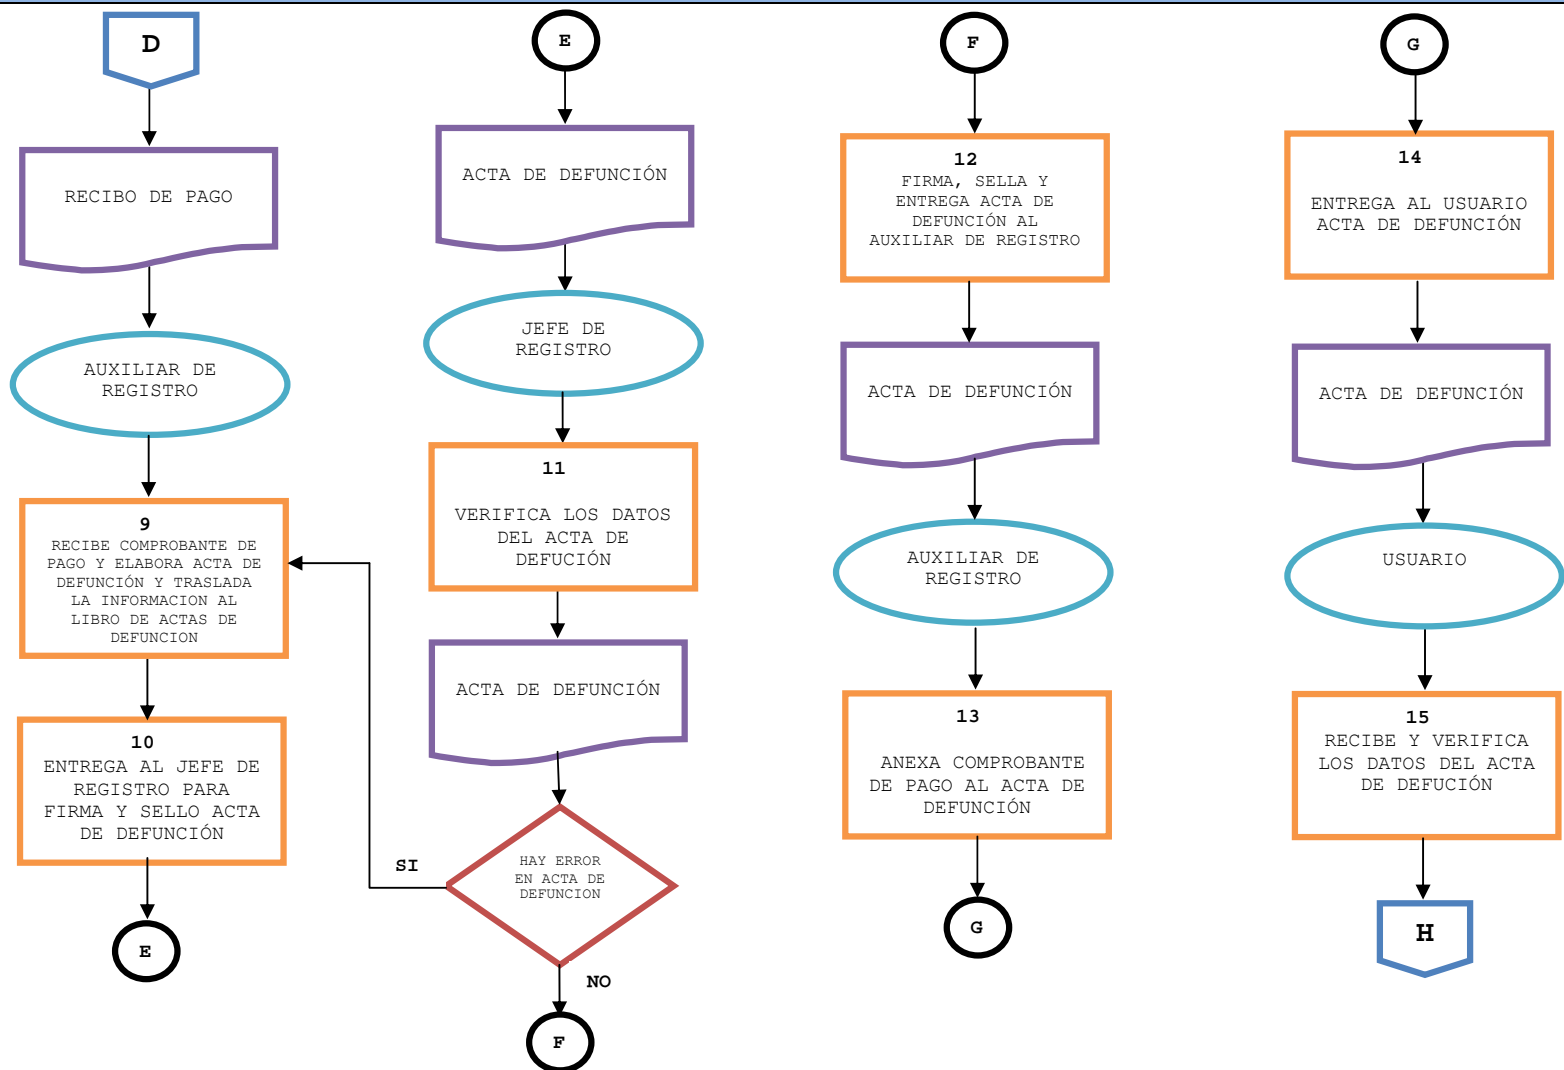 D
RECIBO DE PAGO
AUXILIAR DE
REGISTRO
9
RECIBE COMPROBANTE DE
PAGO Y ELABORA ACTA DE
DEFUNCIÓN Y TRASLADA
LA INFORMACION AL
LIBRO DE ACTAS DE
DEFUNCION
10
ENTREGA AL JEFE DE
REGISTRO PARA
FIRMA Y SELLO ACTA
DE DEFUNCIÓN
E
E
ACTA DE DEFUNCIÓN
JEFE DE
REGISTRO
11
VERIFICA LOS DATOS
DEL ACTA DE
DEFUCIÓN
ACTA DE DEFUNCIÓN
HAY ERROR
EN ACTA DE
DEFUNCION
SI
NO
F
F
12
FIRMA, SELLA Y
ENTREGA ACTA DE
DEFUNCIÓN AL
AUXILIAR DE REGISTRO
ACTA DE DEFUNCIÓN
AUXILIAR DE
REGISTRO
13
ANEXA COMPROBANTE
DE PAGO AL ACTA DE
DEFUNCIÓN
G
G
14
ENTREGA AL USUARIO
ACTA DE DEFUNCIÓN
ACTA DE DEFUNCIÓN
USUARIO
15
RECIBE Y VERIFICA
LOS DATOS DEL ACTA
DE DEFUCIÓN
H